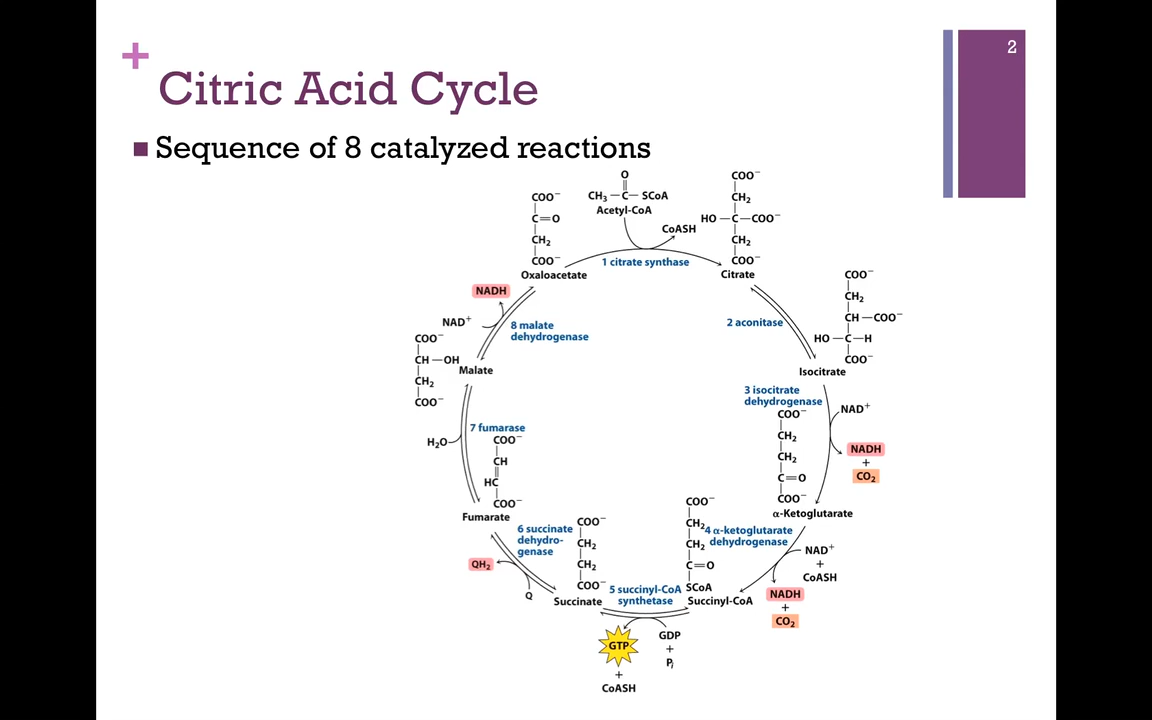 2
+
Citric Acid Cycle
Sequence of 8 catalyzed reactions
O
CH₃—C—SCoA
Acetyl-CoA
CoASH
COO⁻
C=O
CH₂
COO⁻
Oxaloacetate
1 citrate synthase
COO⁻
CH₂
HO—C—COO⁻
CH₂
COO⁻
Citrate
2 aconitase
COO⁻
CH₂
CH—COO⁻
HO—C—H
COO⁻
Isocitrate
3 isocitrate
dehydrogenase
NAD⁺
NADH
+
CO₂
COO⁻
CH₂
CH₂
C=O
COO⁻
α-Ketoglutarate
4 α-ketoglutarate
dehydrogenase
NAD⁺
+
CoASH
NADH
+
CO₂
COO⁻
CH₂
CH₂
C=O
SCoA
Succinyl-CoA
5 succinyl-CoA
synthetase
GDP
+
Pᵢ
GTP
+
CoASH
COO⁻
CH₂
CH₂
COO⁻
Succinate
6 succinate
dehydro-
genase
Q
QH₂
COO⁻
CH
HC
COO⁻
Fumarate
7 fumarase
H₂O
COO⁻
CH—OH
CH₂
COO⁻
Malate
8 malate
dehydrogenase
NAD⁺
NADH